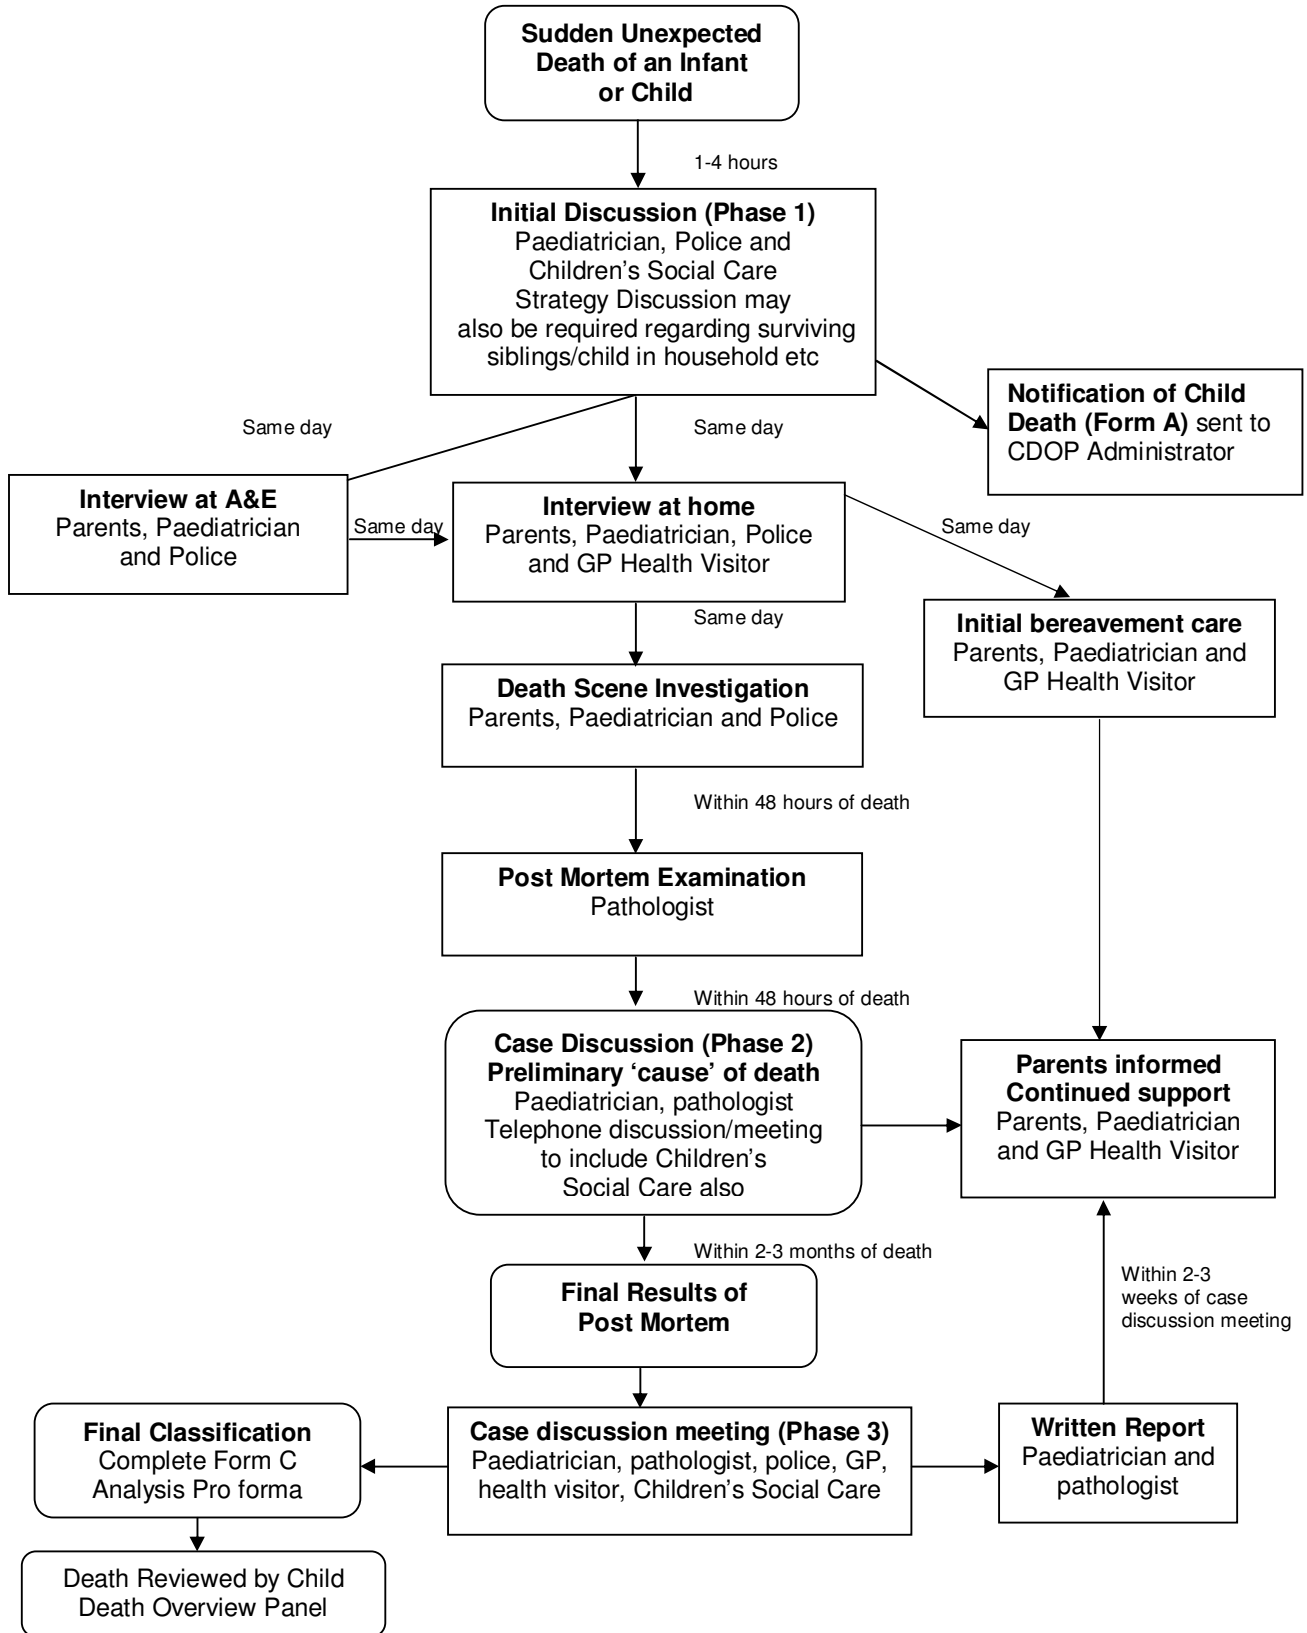 Sudden Unexpected
Death of an Infant
or Child
1-4 hours
Initial Discussion (Phase 1)
Paediatrician, Police and
Children's Social Care
Strategy Discussion may
also be required regarding surviving
siblings/child in household etc
Notification of Child
Death (Form A) sent to
CDOP Administrator
Same day
Same day
Interview at A&E
Parents, Paediatrician
and Police
Same day
Interview at home
Parents, Paediatrician, Police
and GP Health Visitor
Same day
Same day
Initial bereavement care
Parents, Paediatrician and
GP Health Visitor
Death Scene Investigation
Parents, Paediatrician and Police
Within 48 hours of death
Post Mortem Examination
Pathologist
Within 48 hours of death
Case Discussion (Phase 2)
Preliminary ‘cause’ of death
Paediatrician, pathologist
Telephone discussion/meeting
to include Children's
Social Care also
Parents informed
Continued support
Parents, Paediatrician
and GP Health Visitor
Within 2-3 months of death
Final Results of
Post Mortem
Within 2-3
weeks of case
discussion meeting
Final Classification
Complete Form C
Analysis Pro forma
Case discussion meeting (Phase 3)
Paediatrician, pathologist, police, GP,
health visitor, Children's Social Care
Written Report
Paediatrician and
pathologist
Death Reviewed by Child
Death Overview Panel